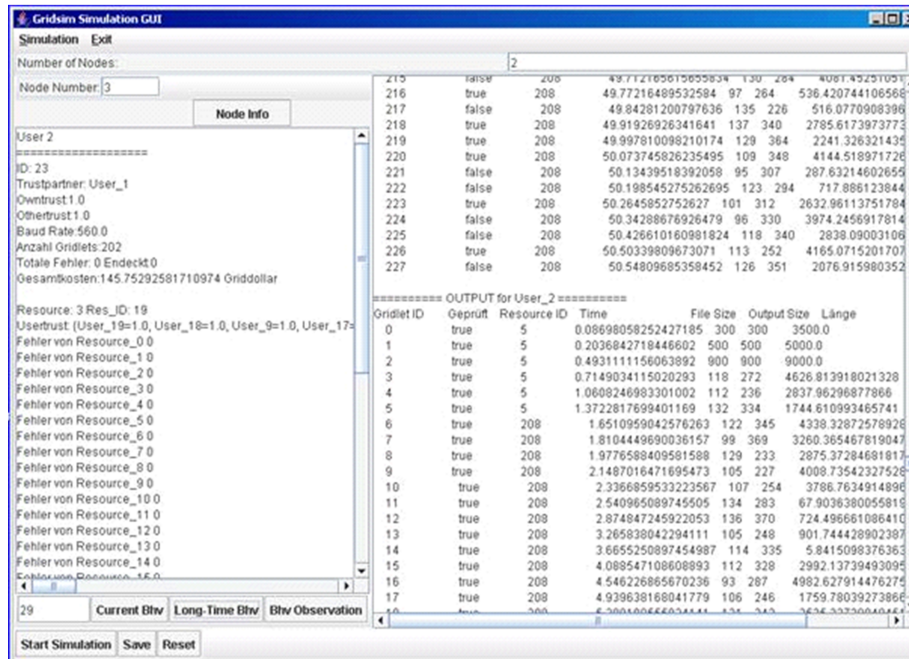 Gridsim Simulation GUI
Simulation Exit
Number of Nodes: 2
Node Number: 3
Node Info
User 2
===================
ID: 23
Trustpartner: User_1
Owntrust:1.0
Othertrust:1.0
Baud Rate:560.0
Anzahl Gridlets:202
Totale Fehler: 0 Endeckt:0
Gesamtkosten:145.75292581710974 Griddollar
Resource: 3 Res_ID: 19
Usertrust: (User_19=1.0, User_18=1.0, User_9=1.0, User_17=
Fehler von Resource_0 0
Fehler von Resource_1 0
Fehler von Resource_2 0
Fehler von Resource_3 0
Fehler von Resource_4 0
Fehler von Resource_5 0
Fehler von Resource_6 0
Fehler von Resource_7 0
Fehler von Resource_8 0
Fehler von Resource_9 0
Fehler von Resource_10 0
Fehler von Resource_11 0
Fehler von Resource_12 0
Fehler von Resource_13 0
Fehler von Resource_14 0
Fehler von Resource_15 0
29 Current Bhv Long-Time Bhv Bhv Observation
215 false 208 49.712165615655834 130 284 4081.45251051
216 true 208 49.77216489532584 97 264 536.420744106568
217 false 208 49.84281200797636 135 226 516.0770908396
218 true 208 49.91926926341641 137 340 2785.6173973773
219 true 208 49.997810098210174 129 364 2241.326321435
220 true 208 50.073745826235495 109 348 4144.518971726
221 false 208 50.13439518392058 95 307 287.63214602655
222 false 208 50.198545275262695 123 294 717.886123844
223 true 208 50.2645852752627 101 312 2632.96113751784
224 false 208 50.34288676926479 96 330 3974.2456917814
225 false 208 50.426610160981824 118 340 2838.09003106
226 true 208 50.50339809673071 113 252 4165.0715201707
227 false 208 50.54809685358452 126 351 2076.915980352
========== OUTPUT for User_2 ==========
Gridlet ID Geprüft Resource ID Time File Size Output Size Länge
0 true 5 0.08698058252427185 300 300 3500.0
1 true 5 0.2036842718446602 500 500 5000.0
2 true 5 0.4931111156063892 900 900 9000.0
3 true 5 0.71490341150202​93 118 272 4626.813918021328
4 true 5 1.0608246983301002 112 236 2837.96296877866
5 true 5 1.3722817699401169 132 334 1744.610993465741
6 true 208 1.6510959042576263 122 345 4338.32872578928
7 true 208 1.8104449690036157 99 369 3260.365467819047
8 true 208 1.9776588409581588 129 233 2875.37284681817
9 true 208 2.1487016471695473 105 227 4008.73542327528
10 true 208 2.3366859533223567 107 254 3786.7634914896
11 true 208 2.540965089745505 134 283 67.9036380055819
12 true 208 2.874847245922053 136 370 724.496661086410
13 true 208 3.265838042294111 105 248 901.744428902387
14 true 208 3.6655250897454987 114 335 5.8415098376363
15 true 208 4.088547108608893 112 328 2992.13739493095
16 true 208 4.546226865670236 93 287 4982.627914476275
17 true 208 4.939638168041779 106 246 1759.78039273866
Start Simulation Save Reset